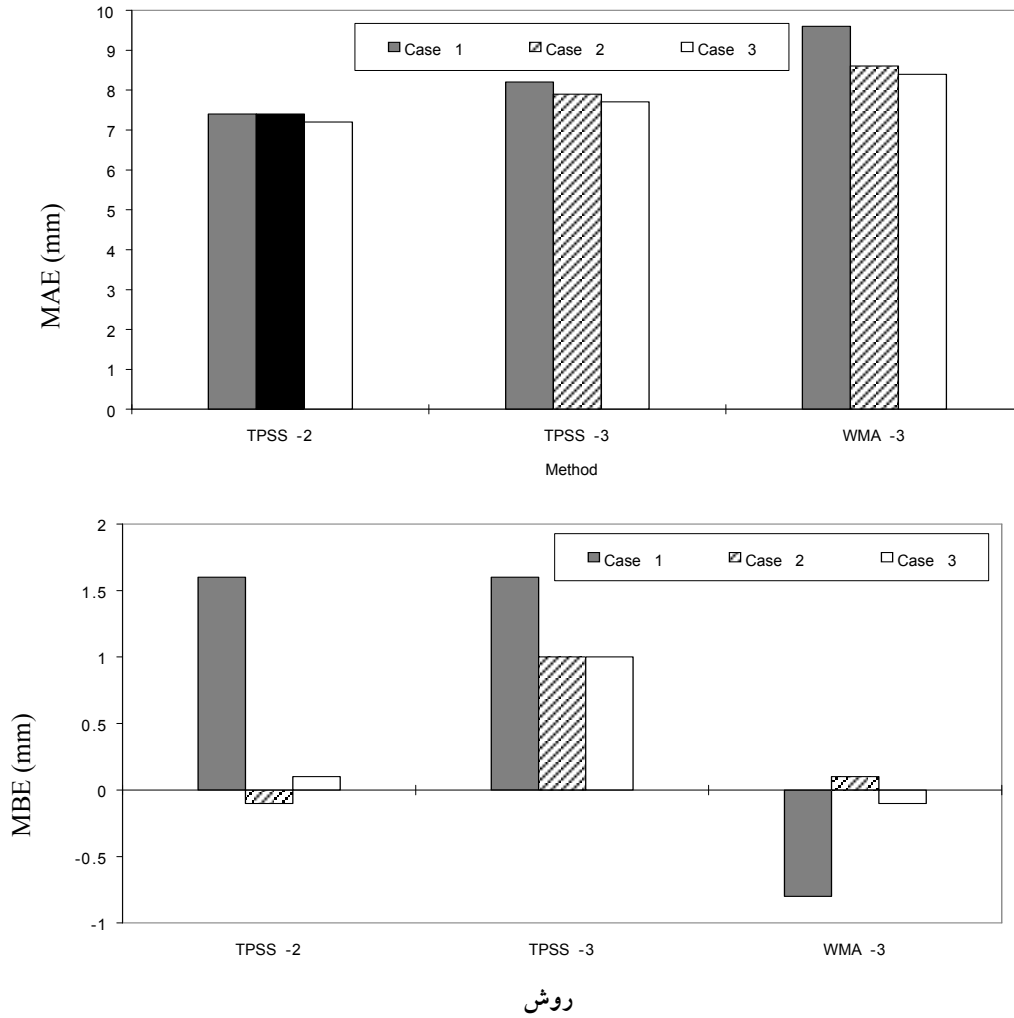 10
9
8
7
6
5
4
3
2
1
0
MAE (mm)
Case 1 Case 2 Case 3
TPSS -2 TPSS -3 WMA -3
Method
2
1.5
1
0.5
0
-0.5
-1
MBE (mm)
Case 1 Case 2 Case 3
TPSS -2 TPSS -3 WMA -3
روش